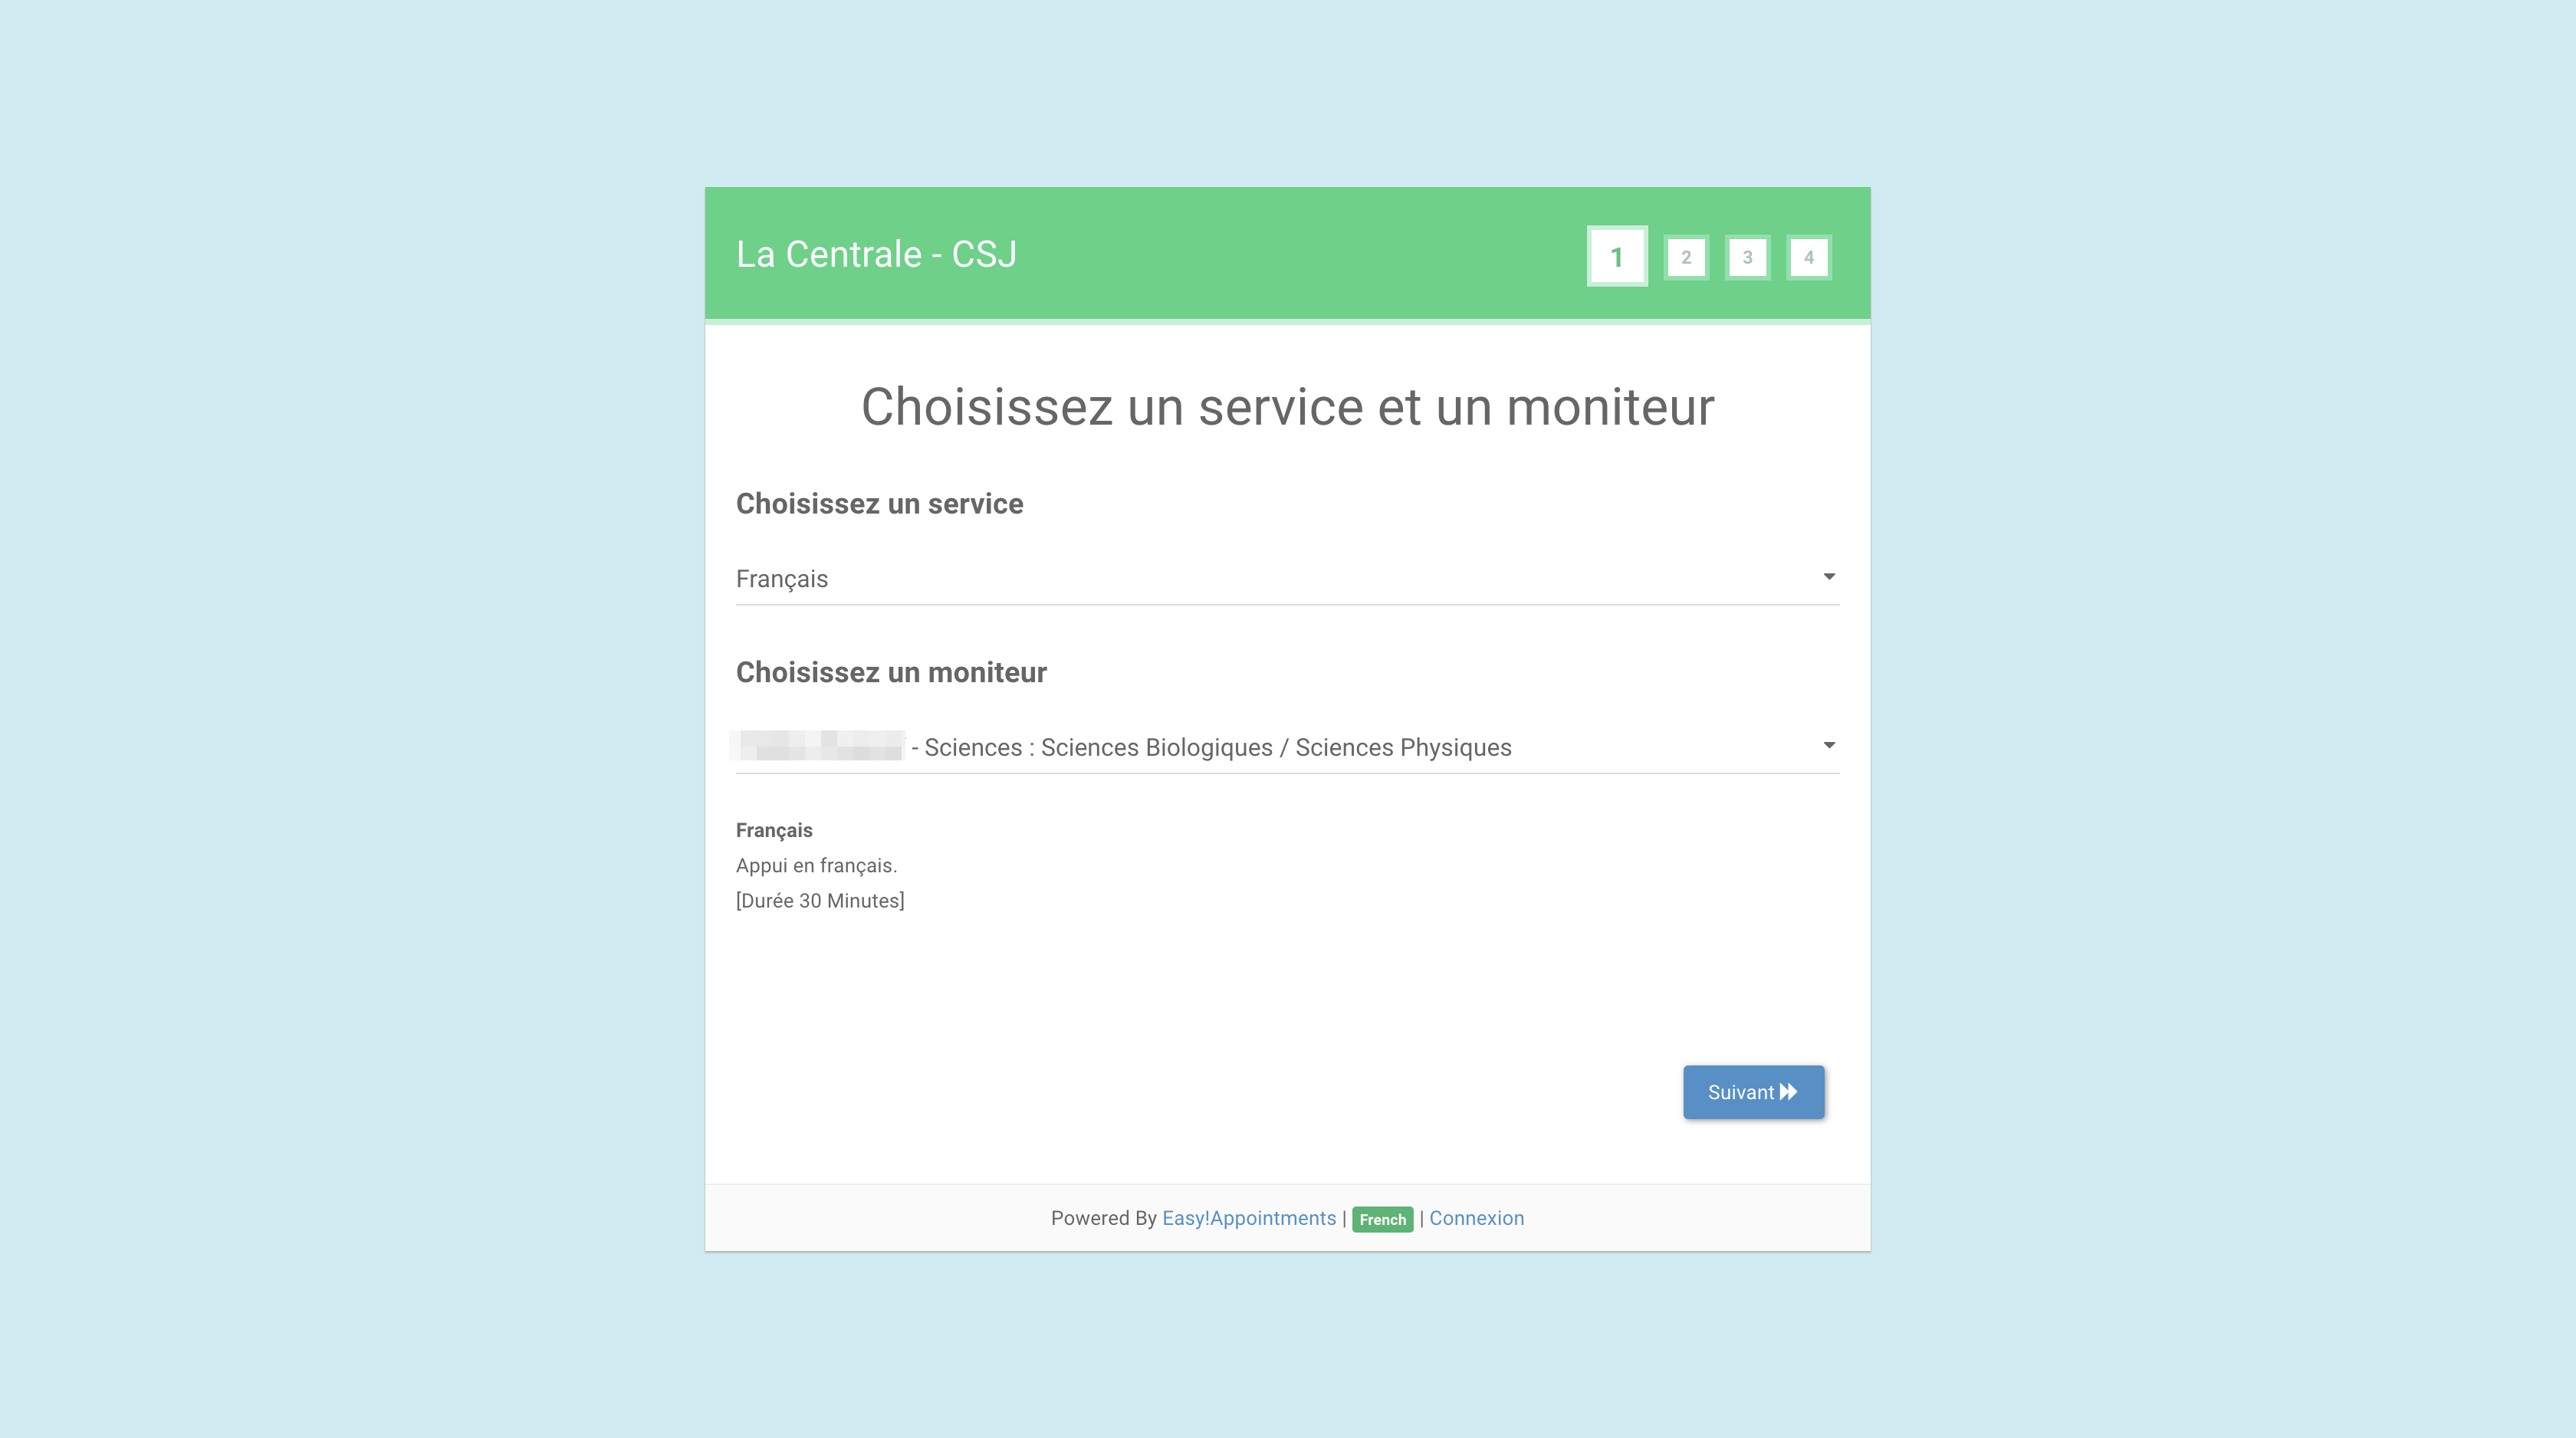 La Centrale - CSJ
1 2 3 4
Choisissez un service et un moniteur
Choisissez un service
Français
Choisissez un moniteur
- Sciences : Sciences Biologiques / Sciences Physiques
Français
Appui en français.
[Durée 30 Minutes]
Suivant
Powered By Easy!Appointments | French | Connexion